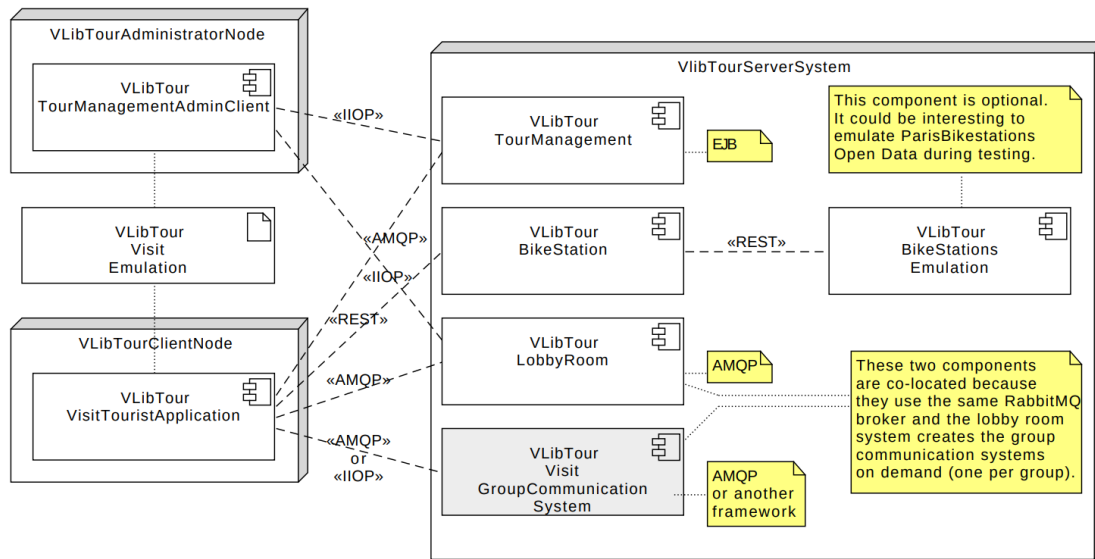 VLibTourAdministratorNode
VLibTour
TourManagementAdminClient
VLibTour
Visit
Emulation
VLibTourClientNode
VLibTour
VisitTouristApplication
«IIOP»
«AMQP»
«IIOP»
«REST»
«AMQP»
«AMQP»
or
«IIOP»
VlibTourServerSystem
VLibTour
TourManagement
EJB
This component is optional.
It could be interesting to
emulate ParisBikestations
Open Data during testing.
VLibTour
BikeStation
«REST»
VLibTour
BikeStations
Emulation
VLibTour
LobbyRoom
AMQP
These two components
are co-located because
they use the same RabbitMQ
broker and the lobby room
system creates the group
communication systems
on demand (one per group).
VLibTour
Visit
GroupCommunication
System
AMQP
or another
framework